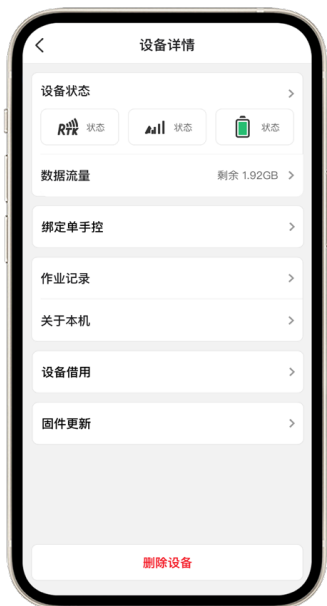 设备详情
设备状态
RTK 状态
状态
状态
数据流量 剩余 1.92GB
绑定单手控
作业记录
关于本机
设备借用
固件更新
删除设备